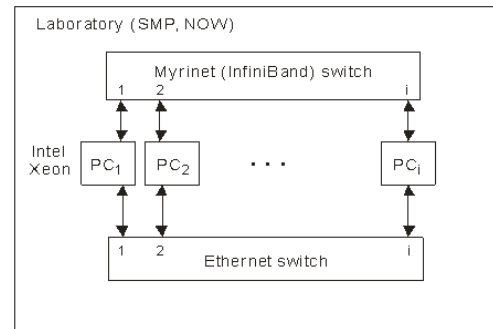 Laboratory (SMP, NOW)
Myrinet (InfiniBand) switch
1 2 i
Intel Xeon
PC1 PC2 . . . PCi
1 2 i
Ethernet switch